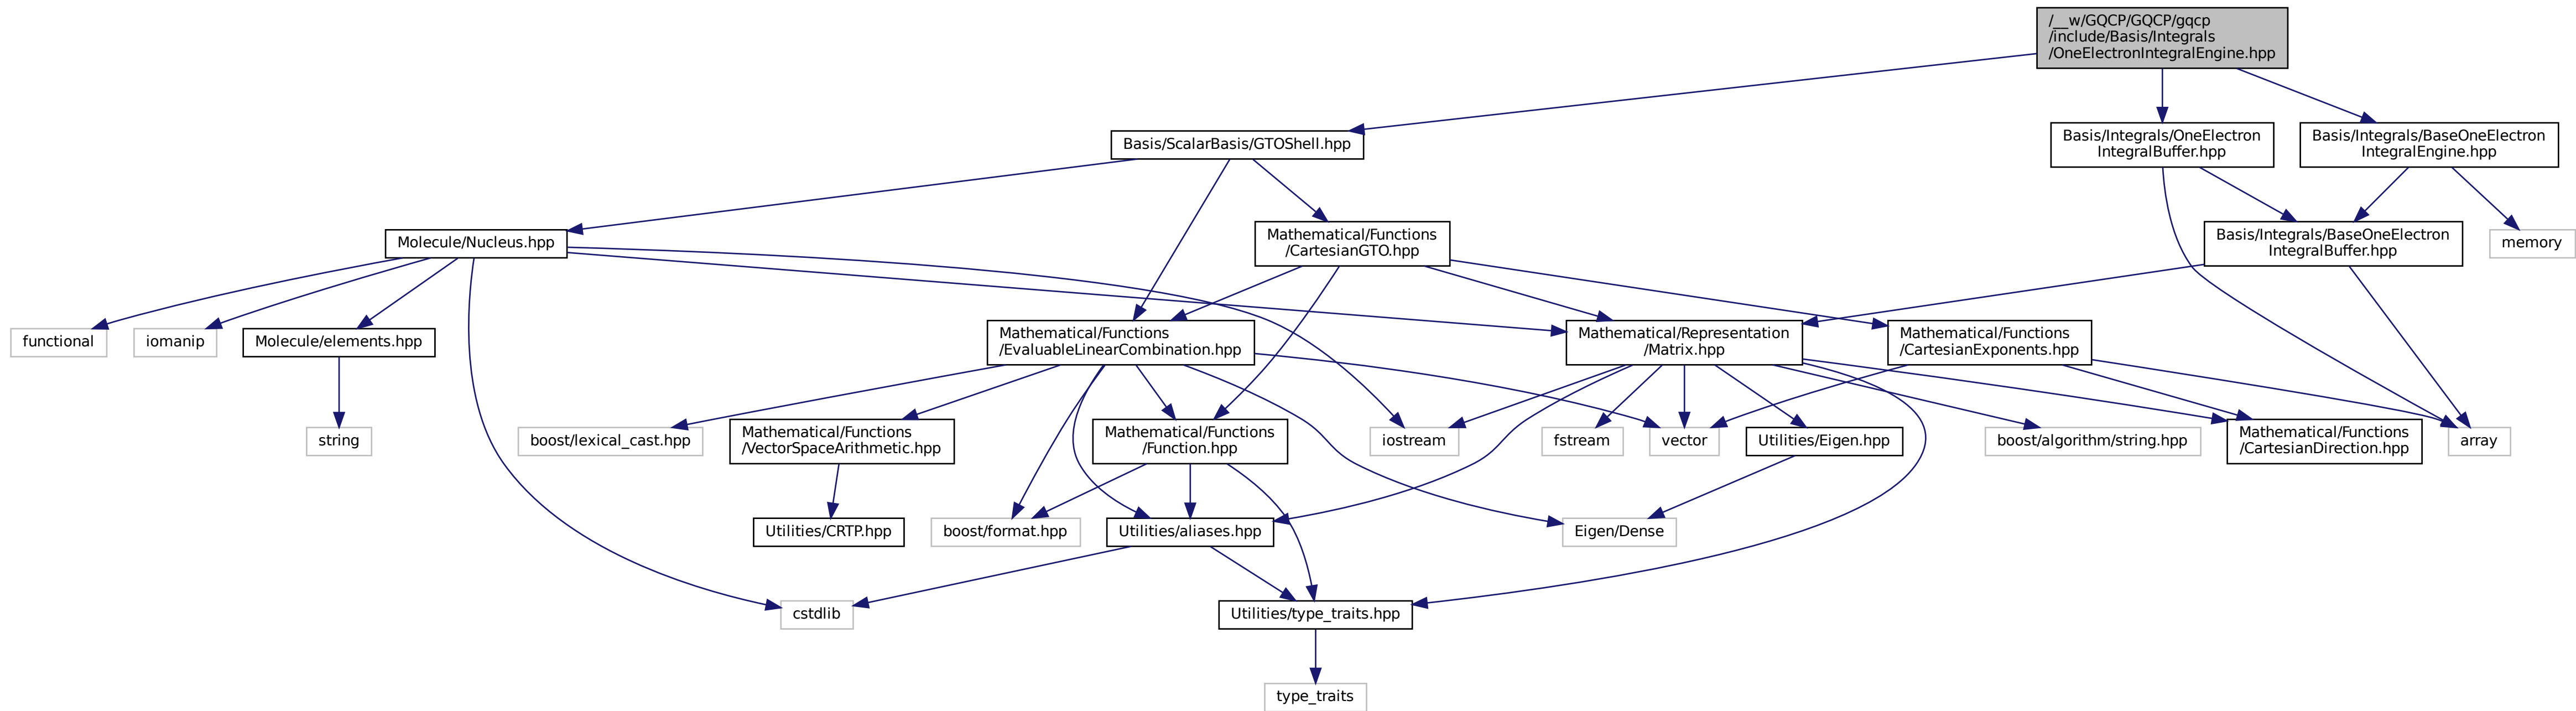 /__w/GQCP/GQCP/gqcp
/include/Basis/Integrals
/OneElectronIntegralEngine.hpp
Basis/ScalarBasis/GTOShell.hpp
Basis/Integrals/OneElectron
IntegralBuffer.hpp
Basis/Integrals/BaseOneElectron
IntegralEngine.hpp
Molecule/Nucleus.hpp
Mathematical/Functions
/CartesianGTO.hpp
Basis/Integrals/BaseOneElectron
IntegralBuffer.hpp
memory
functional
iomanip
Molecule/elements.hpp
Mathematical/Functions
/EvaluableLinearCombination.hpp
Mathematical/Representation
/Matrix.hpp
Mathematical/Functions
/CartesianExponents.hpp
string
boost/lexical_cast.hpp
Mathematical/Functions
/VectorSpaceArithmetic.hpp
Mathematical/Functions
/Function.hpp
iostream
fstream
vector
Utilities/Eigen.hpp
boost/algorithm/string.hpp
Mathematical/Functions
/CartesianDirection.hpp
array
Utilities/CRTP.hpp
boost/format.hpp
Utilities/aliases.hpp
Eigen/Dense
cstdlib
Utilities/type_traits.hpp
type_traits